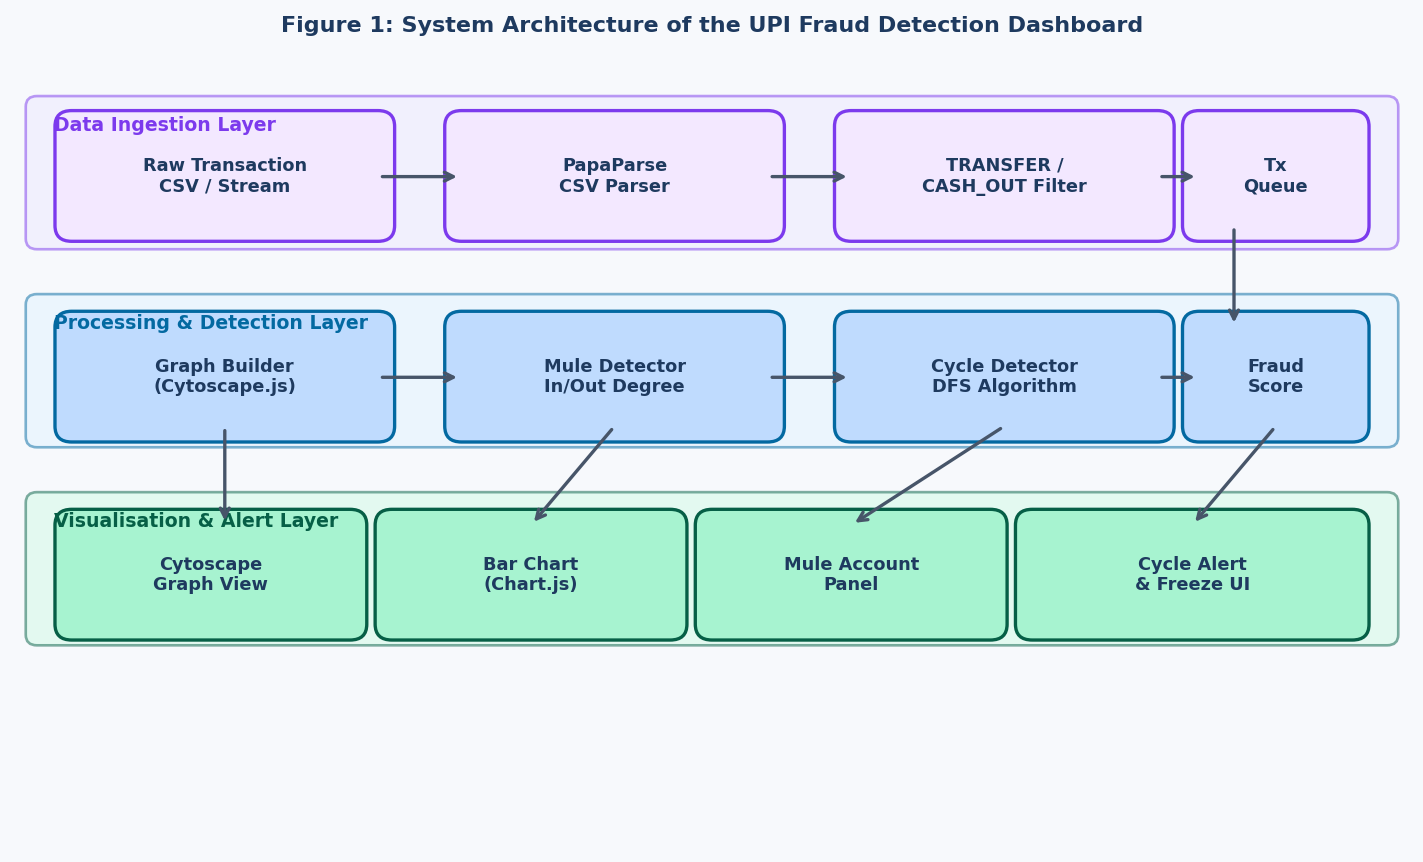 Figure 1: System Architecture of the UPI Fraud Detection Dashboard
Data Ingestion Layer
Raw Transaction
CSV / Stream
PapaParse
CSV Parser
TRANSFER /
CASH_OUT Filter
Tx
Queue
Processing & Detection Layer
Graph Builder
(Cytoscape.js)
Mule Detector
In/Out Degree
Cycle Detector
DFS Algorithm
Fraud
Score
Visualisation & Alert Layer
Cytoscape
Graph View
Bar Chart
(Chart.js)
Mule Account
Panel
Cycle Alert
& Freeze UI